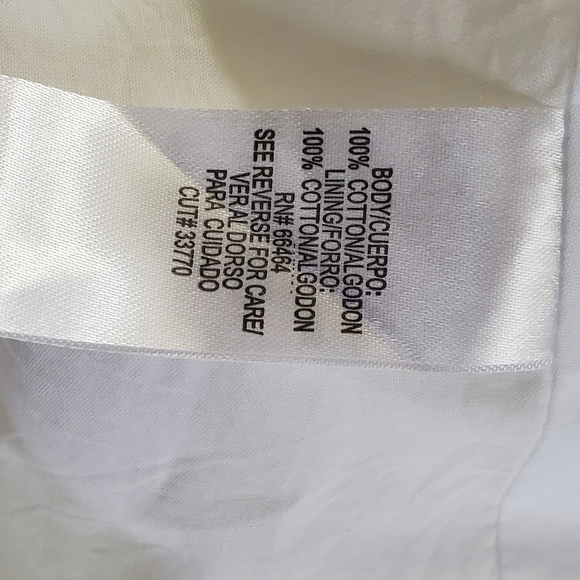 BODY/CUERPO:
100% COTTON/ALGODON
LINING/FORRO:
100% COTTON/ALGODON
RN# 66464
SEE REVERSE FOR CARE/
VER AL DORSO
PARA CUIDADO
CUT# 33770